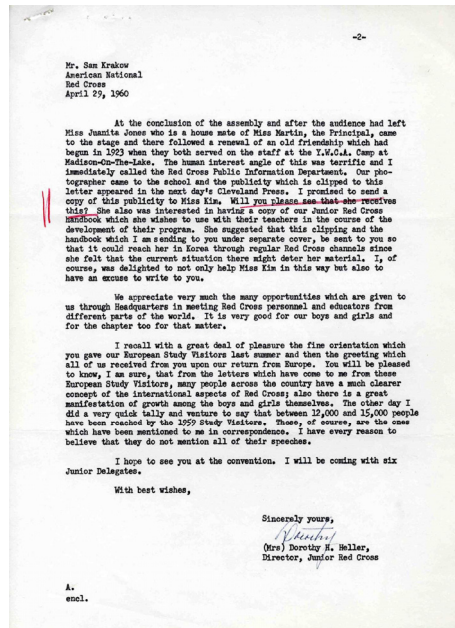 -2-
Mr. Sam Krakow
American National
Red Cross
April 29, 1960
At the conclusion of the assembly and after the audience had left
Miss Juanita Jones who is a house mate of Miss Martin, the Principal, came
to the stage and there followed a renewal of an old friendship which had
begun in 1923 when they both served on the staff at the Y.W.C.A. Camp at
Madison-On-The-Lake. The human interest angle of this was terrific and I
immediately called the Red Cross Public Information Department. Our pho-
tographer came to the school and the publicity which is clipped to this
letter appeared in the next day's Cleveland Press. I promised to send a
copy of this publicity to Miss Kim. Will you please see that she receives
this? She also was interested in having a copy of our Junior Red Cross
handbook which she wishes to use with their teachers in the course of the
development of their program. She suggested that this clipping and the
handbook which I am sending to you under separate cover, be sent to you so
that it could reach her in Korea through regular Red Cross channels since
she felt that the current situation there might deter her material. I, of
course, was delighted to not only help Miss Kim in this way but also to
have an excuse to write to you.
We appreciate very much the many opportunities which are given to
us through Headquarters in meeting Red Cross personnel and educators from
different parts of the world. It is very good for our boys and girls and
for the chapter too for that matter.
I recall with a great deal of pleasure the fine orientation which
you gave our European Study Visitors last summer and then the greeting which
all of us received from you upon our return from Europe. You will be pleased
to know, I am sure, that from the letters which have come to me from these
European Study Visitors, many people across the country have a much clearer
concept of the international aspects of Red Cross; also there is a great
manifestation of growth among the boys and girls themselves. The other day I
did a very quick tally and venture to say that between 12,000 and 15,000 people
have been reached by the 1959 Study Visitors. These, of course, are the ones
which have been mentioned to me in correspondence. I have every reason to
believe that they do not mention all of their speeches.
I hope to see you at the convention. I will be coming with six
Junior Delegates.
With best wishes,
Sincerely yours,
Dorothy
(Mrs) Dorothy H. Heller,
Director, Junior Red Cross
A.
encl.